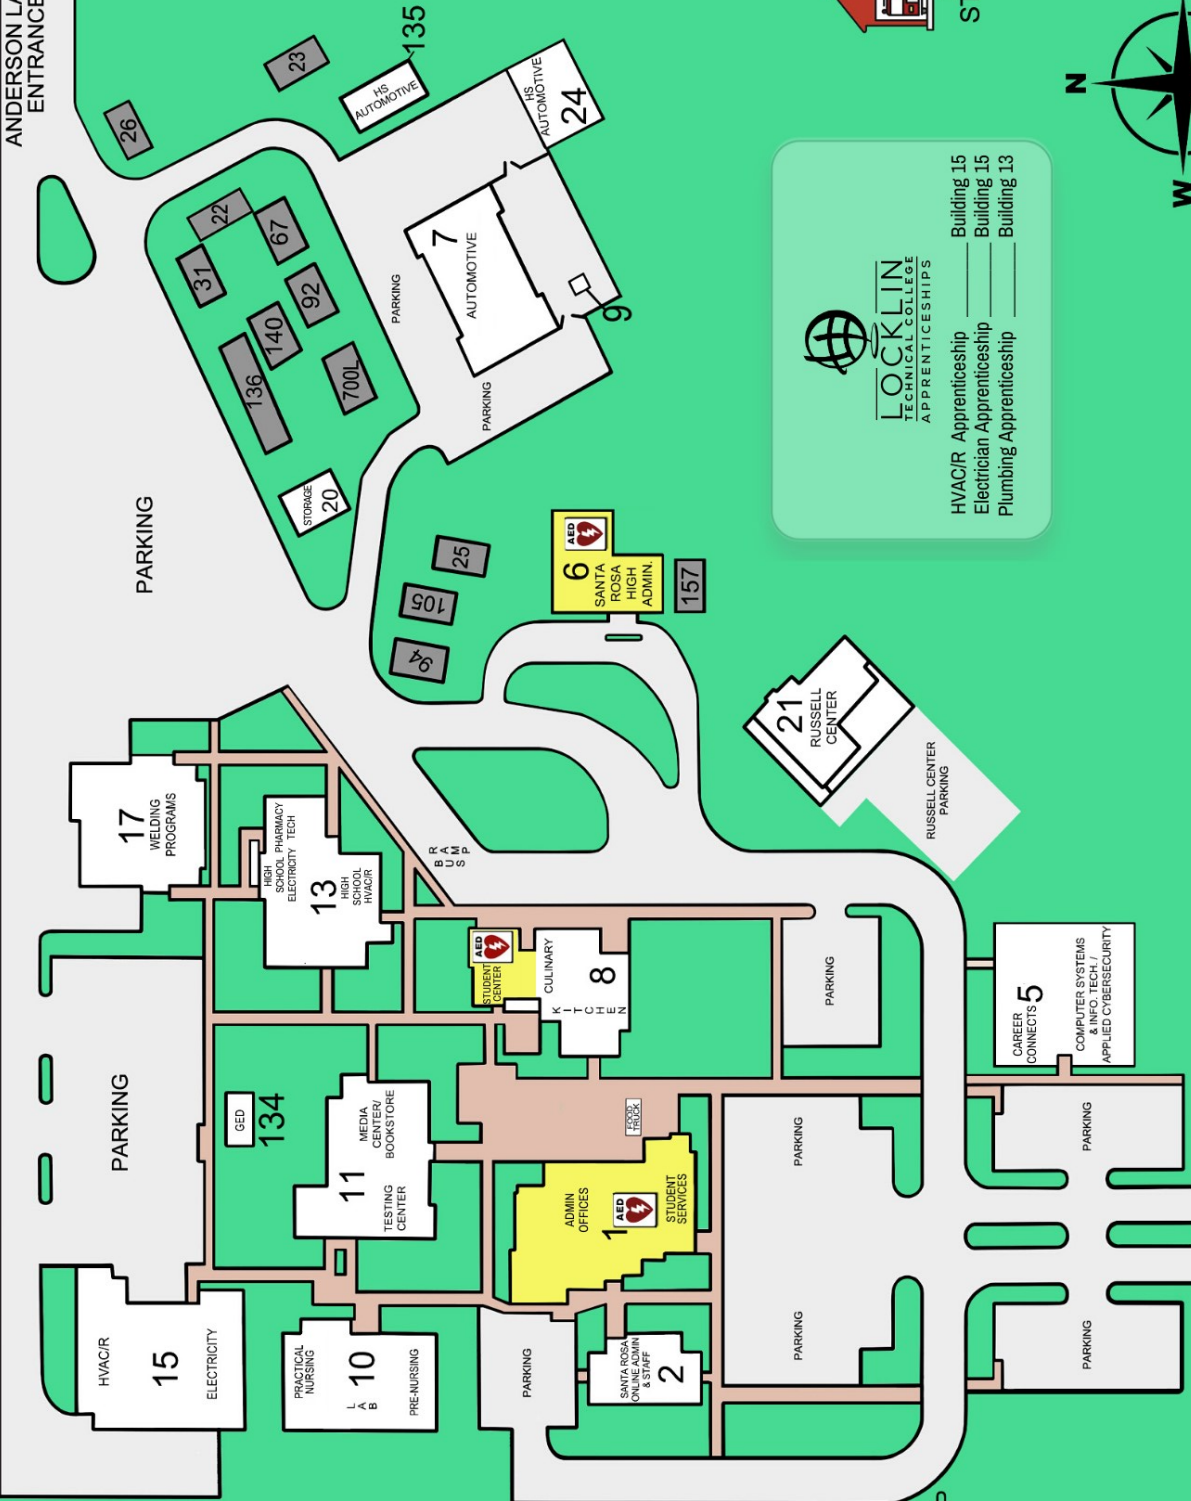 ANDERSON LA
ENTRANCE
26
23
135
HS
AUTOMOTIVE
HS
AUTOMOTIVE
24
22
67
31
92
140
136
700L
STORAGE
20
7
AUTOMOTIVE
9
PARKING
PARKING
PARKING
N
W
LOCKLIN
TECHNICAL COLLEGE
APPRENTICESHIPS
HVAC/R Apprenticeship ______ Building 15
Electrician Apprenticeship ______ Building 15
Plumbing Apprenticeship ______ Building 13
25
105
94
AED
6
SANTA
ROSA
HIGH
ADMIN.
157
21
RUSSELL
CENTER
RUSSELL CENTER
PARKING
17
WELDING
PROGRAMS
HIGH
SCHOOL PHARMACY
ELECTRICITY TECH
13
HIGH
SCHOOL
HVAC/R
BUS
RAMP
AED
STUDENT
CENTER
CULINARY
8
KITCHEN
PARKING
CAREER
CONNECTS
5
COMPUTER SYSTEMS
& INFO. TECH. /
APPLIED CYBERSECURITY
PARKING
GED
134
MEDIA
CENTER/
BOOKSTORE
11
TESTING
CENTER
FOOD
TRUCK
ADMIN
OFFICES
1
AED
STUDENT
SERVICES
PARKING
PARKING
HVAC/R
15
ELECTRICITY
PRACTICAL
NURSING
10
LAB
PRE-NURSING
PARKING
SANTA ROSA
ONLINE ADMIN
& STAFF
2
PARKING
PARKING